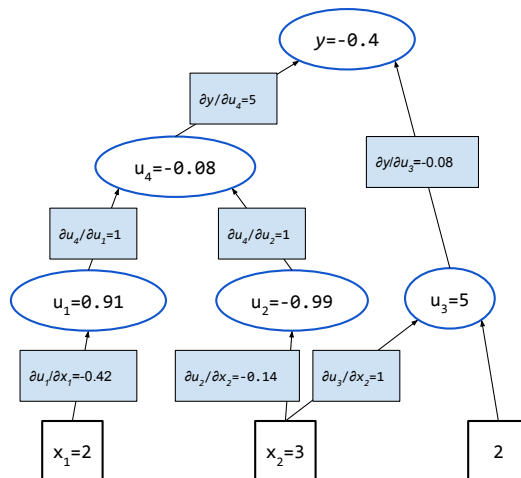 y=-0.4
∂y/∂u₄=5
u₄=-0.08
∂y/∂u₃=-0.08
∂u₄/∂u₁=1
∂u₄/∂u₂=1
u₁=0.91
u₂=-0.99
u₃=5
∂u₁/∂x₁=-0.42
∂u₂/∂x₂=-0.14
∂u₃/∂x₂=1
x₁=2
x₂=3
2